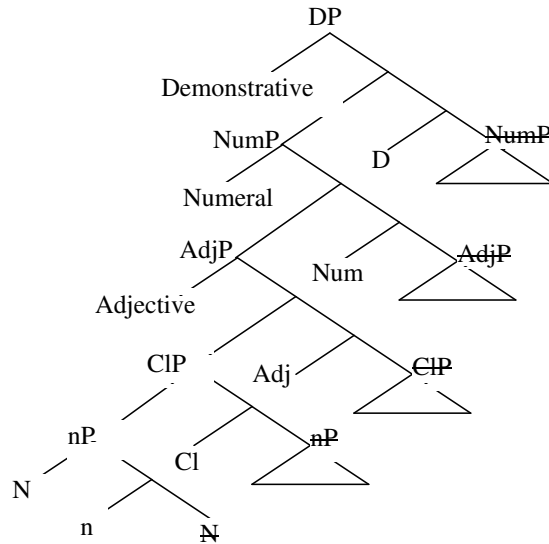 DP
Demonstrative
NumP
NumP
D
Numeral
AdjP
AdjP
Num
Adjective
ClP
Adj
ClP
nP
nP
Cl
N
n
N